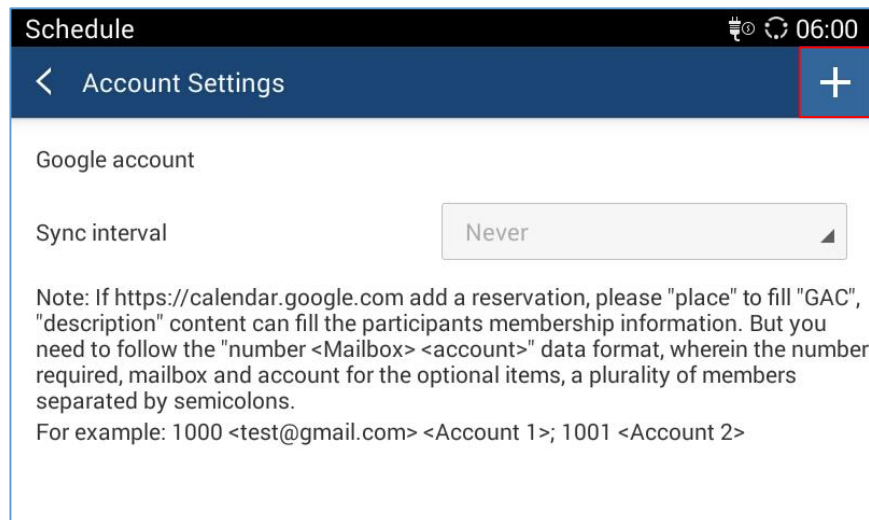 Schedule 06:00
Account Settings
Google account
Sync interval Never
Note: If https://calendar.google.com add a reservation, please "place" to fill "GAC",
"description" content can fill the participants membership information. But you
need to follow the "number <Mailbox> <account>" data format, wherein the number
required, mailbox and account for the optional items, a plurality of members
separated by semicolons.
For example: 1000 <test@gmail.com> <Account 1>; 1001 <Account 2>